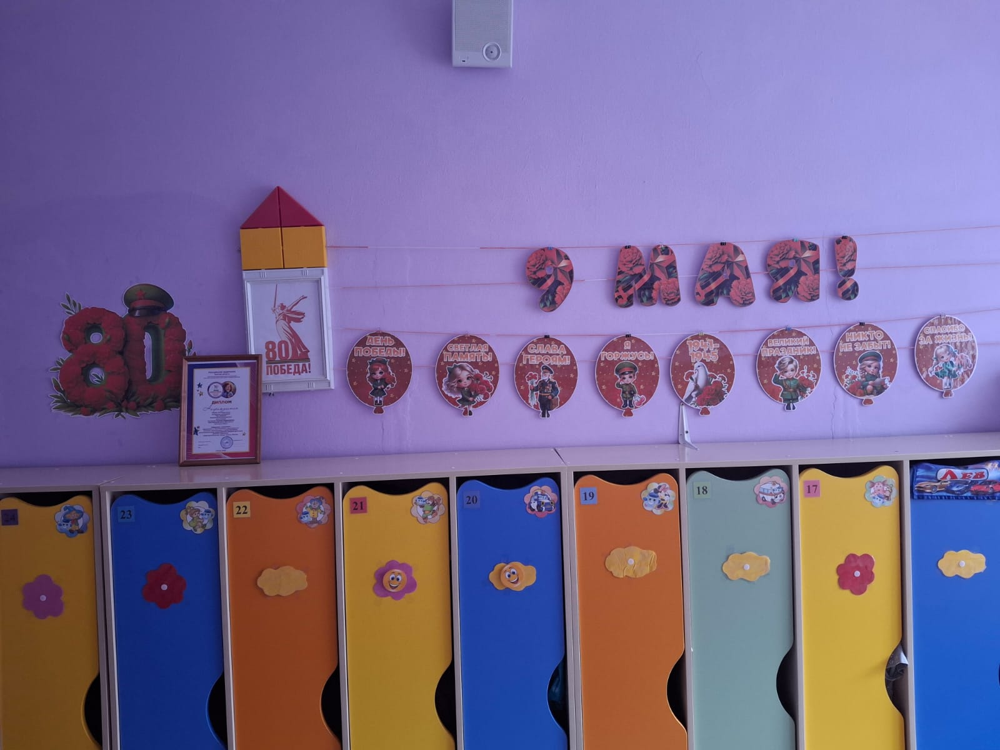 9 МАЯ!
80
80
ПОБЕДА!
ДЕНЬ
ПОБЕДЫ!
СВЕТЛАЯ
ПАМЯТЬ!
СЛАВА
ГЕРОЯМ!
Я
ГОРЖУСЬ!
1941-
1945
ВЕЛИКИЙ
ПРАЗДНИК!
НИКТО
НЕ ЗАБЫТ!
СПАСИБО
ЗА ЖИЗНЬ!
ДИПЛОМ
24
23
22
21
20
19
18
17
ЛЕВ